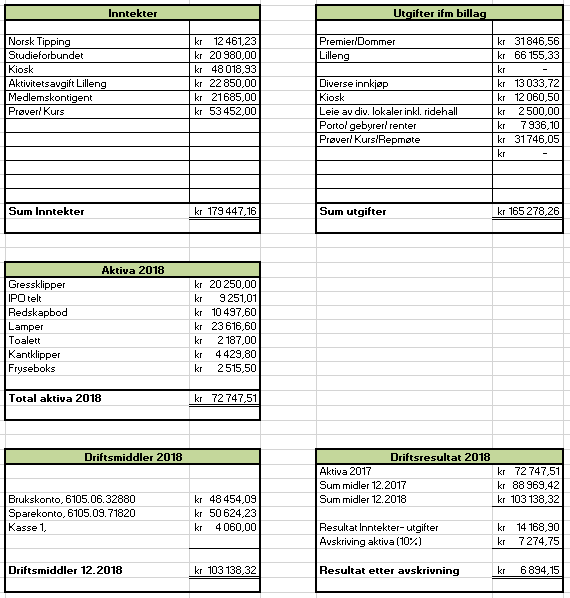 Inntekter
Norsk Tipping kr 12 461,23
Studieforbundet kr 20 980,00
Kiosk kr 48 018,93
Aktivitetsavgift Lilleng kr 22 850,00
Medlemskontigent kr 21 685,00
Prøver/ Kurs kr 53 452,00
Sum Inntekter kr 179 447,16
Utgifter ifm billag
Premier/Dommer kr 31 846,56
Lilleng kr 66 155,33
kr -
Diverse innkjøp kr 13 033,72
Kiosk kr 12 060,50
Leie av div. lokaler inkl. ridehall kr 2 500,00
Porto/ gebyrer/ renter kr 7 936,10
Prøver/ Kurs/Repmøte kr 31 746,05
kr -
Sum utgifter kr 165 278,26
Aktiva 2018
Gressklipper kr 20 250,00
IPO telt kr 9 251,01
Redskapbod kr 10 497,60
Lamper kr 23 616,60
Toalett kr 2 187,00
Kantklipper kr 4 429,80
Fryseboks kr 2 515,50
Total aktiva 2018 kr 72 747,51
Driftsmiddler 2018
Brukskonto, 6105.06.32880 kr 48 454,09
Sparekonto, 6105.09.71820 kr 50 624,23
Kasse 1, kr 4 060,00
Driftsmiddler 12.2018 kr 103 138,32
Driftsresultat 2018
Aktiva 2017 kr 72 747,51
Sum midler 12.2017 kr 88 969,42
Sum midler 12.2018 kr 103 138,32
Resultat Inntekter- utgifter kr 14 168,90
Avskriving aktiva (10%) kr 7 274,75
Resultat etter avskrivning kr 6 894,15